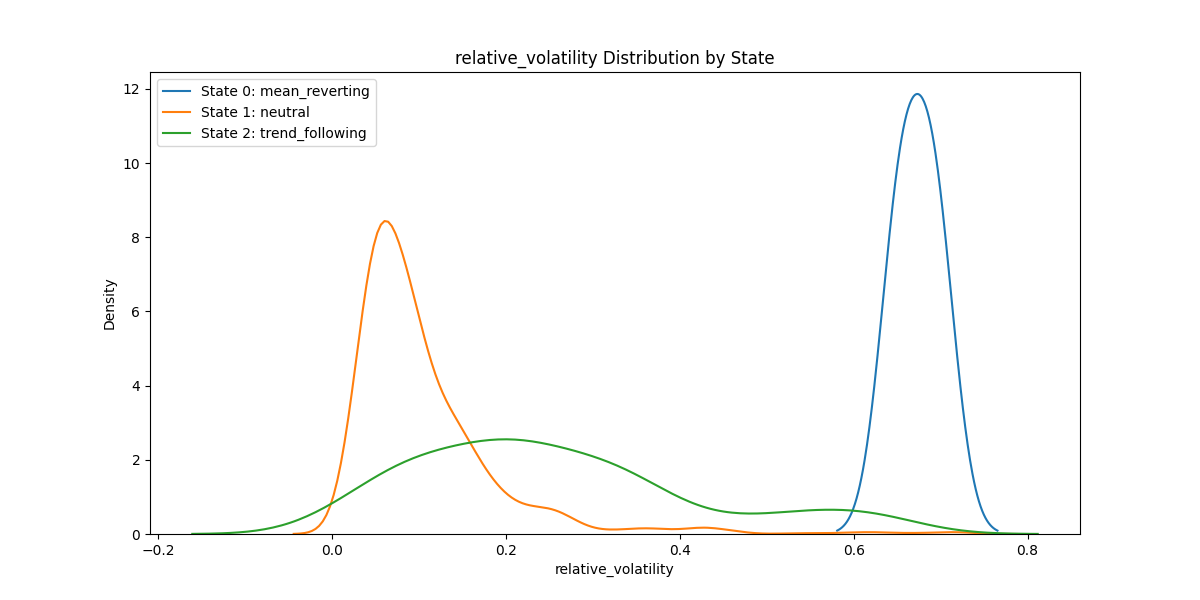 relative_volatility Distribution by State
State 0: mean_reverting
State 1: neutral
State 2: trend_following
Density
12
10
8
6
4
2
0
−0.2
0.0
0.2
0.4
0.6
0.8
relative_volatility